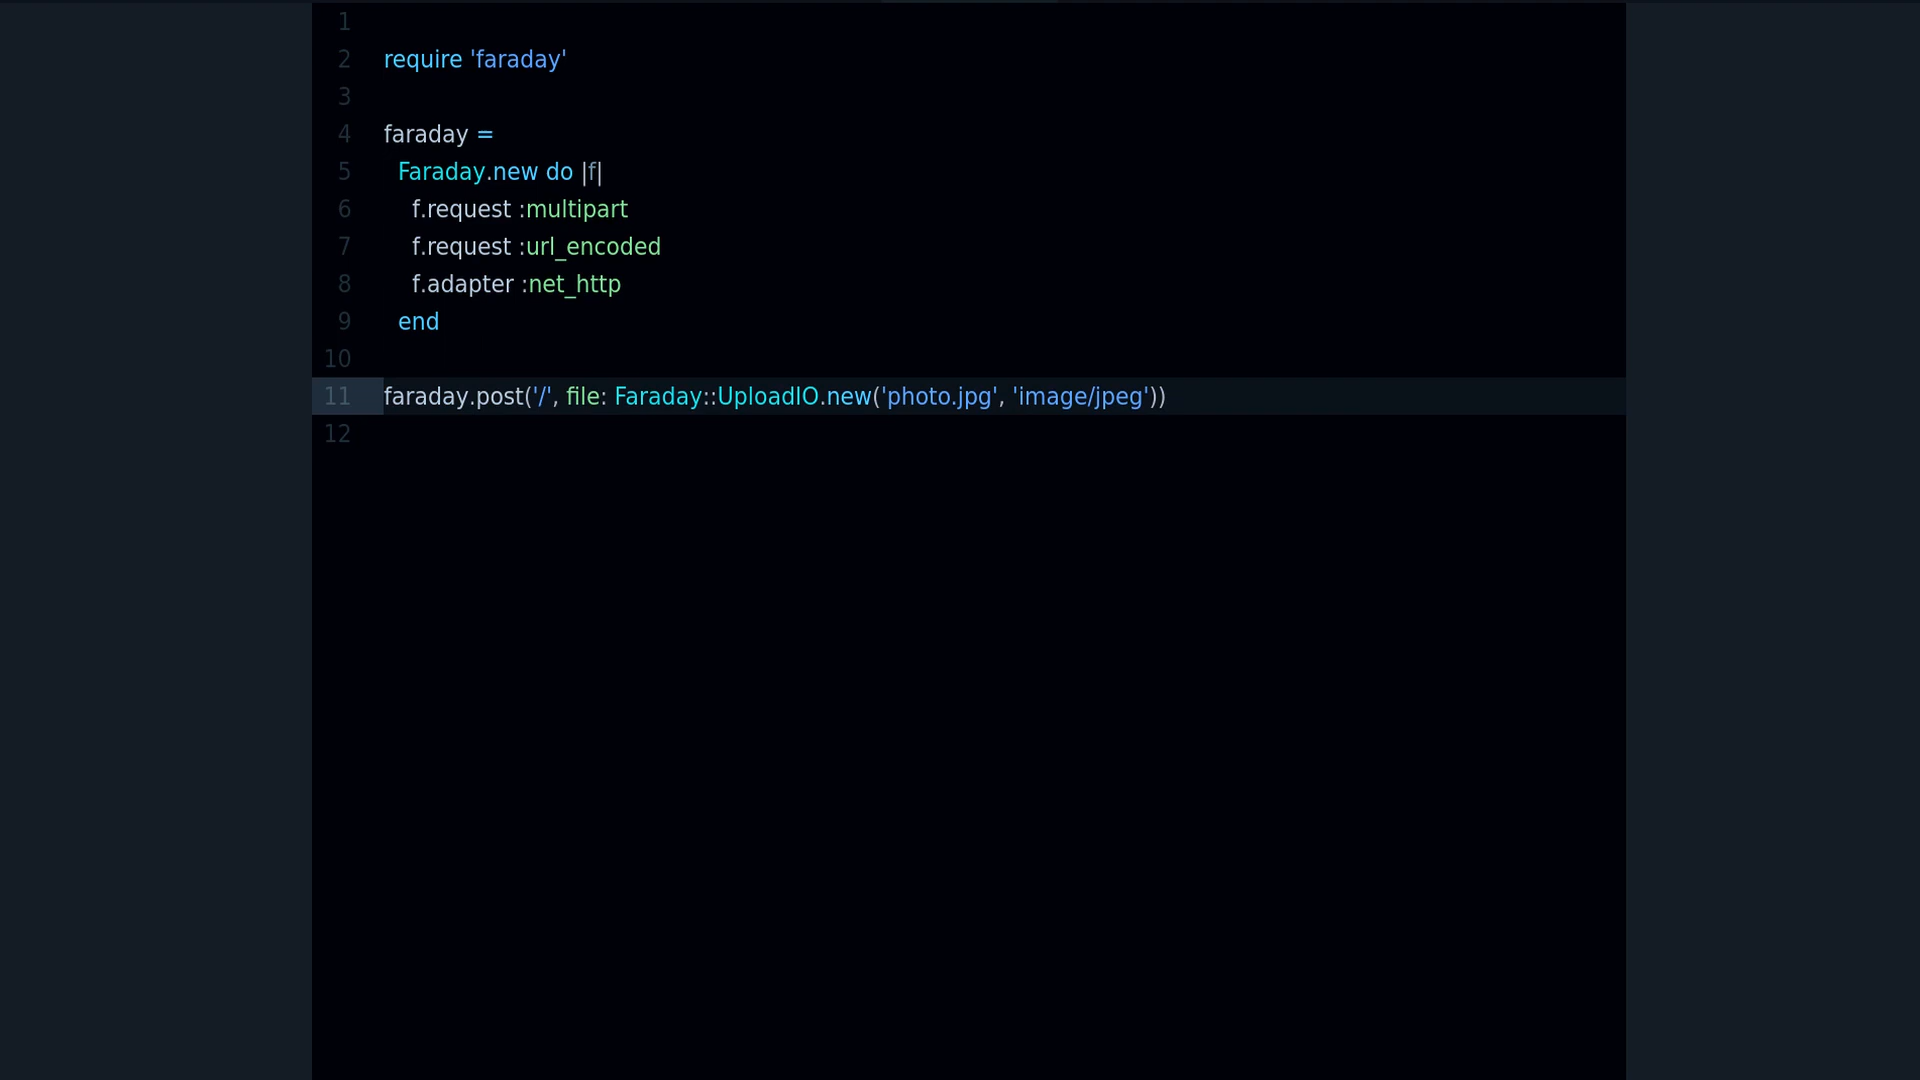 1
2 require 'faraday'
3
4 faraday =
5 Faraday.new do |f|
6 f.request :multipart
7 f.request :url_encoded
8 f.adapter :net_http
9 end
10
11 faraday.post('/', file: Faraday::UploadIO.new('photo.jpg', 'image/jpeg'))
12